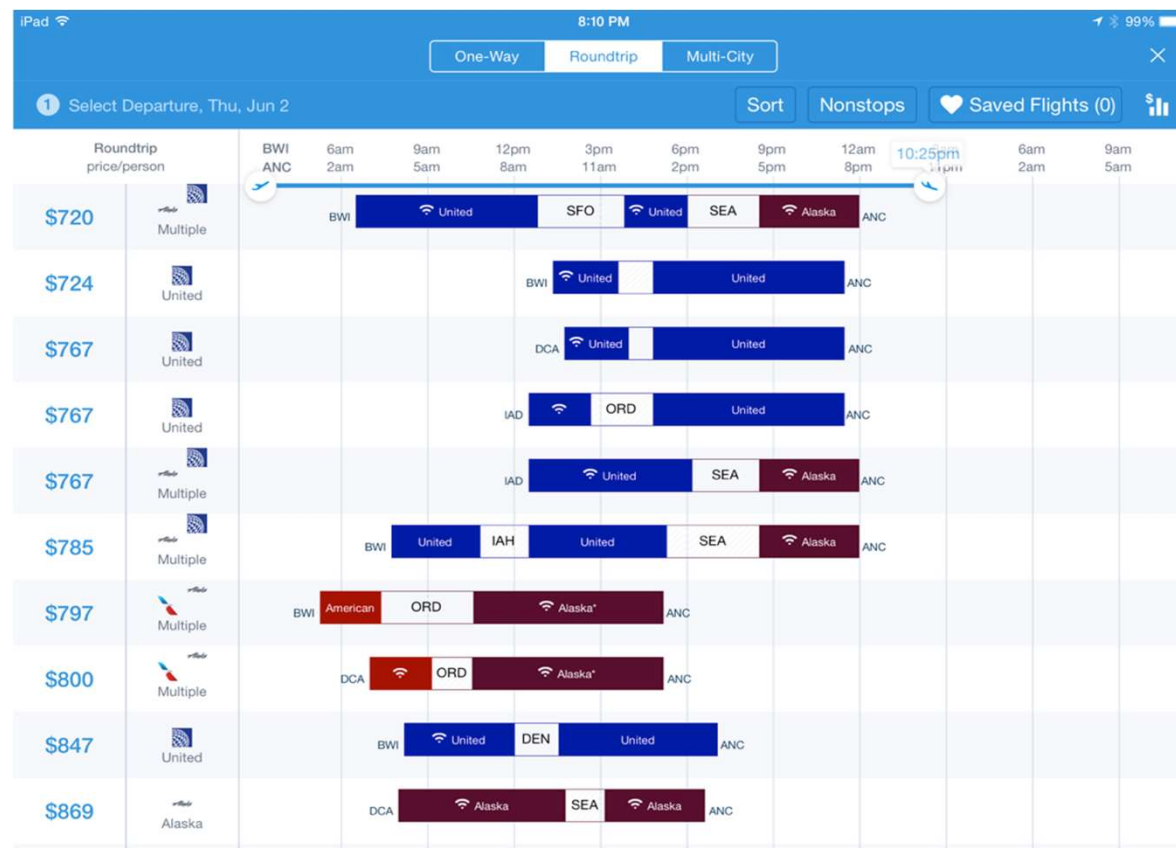 iPad 8:10 PM 99%
One-Way Roundtrip Multi-City
1 Select Departure, Thu, Jun 2 Sort Nonstops Saved Flights (0) $
Roundtrip BWI 6am 9am 12pm 3pm 6pm 9pm 12am 10:25pm 6am 9am
price/person ANC 2am 5am 8am 11am 2pm 5pm 8pm 11pm 2am 5am
$720 Multiple BWI United SFO United SEA Alaska ANC
$724 United BWI United United ANC
$767 United DCA United United ANC
$767 United IAD ORD United ANC
$767 Multiple IAD United SEA Alaska ANC
$785 Multiple BWI United IAH United SEA Alaska ANC
$797 Multiple BWI American ORD Alaska* ANC
$800 Multiple DCA ORD Alaska* ANC
$847 United BWI United DEN United ANC
$869 Alaska DCA Alaska SEA Alaska ANC